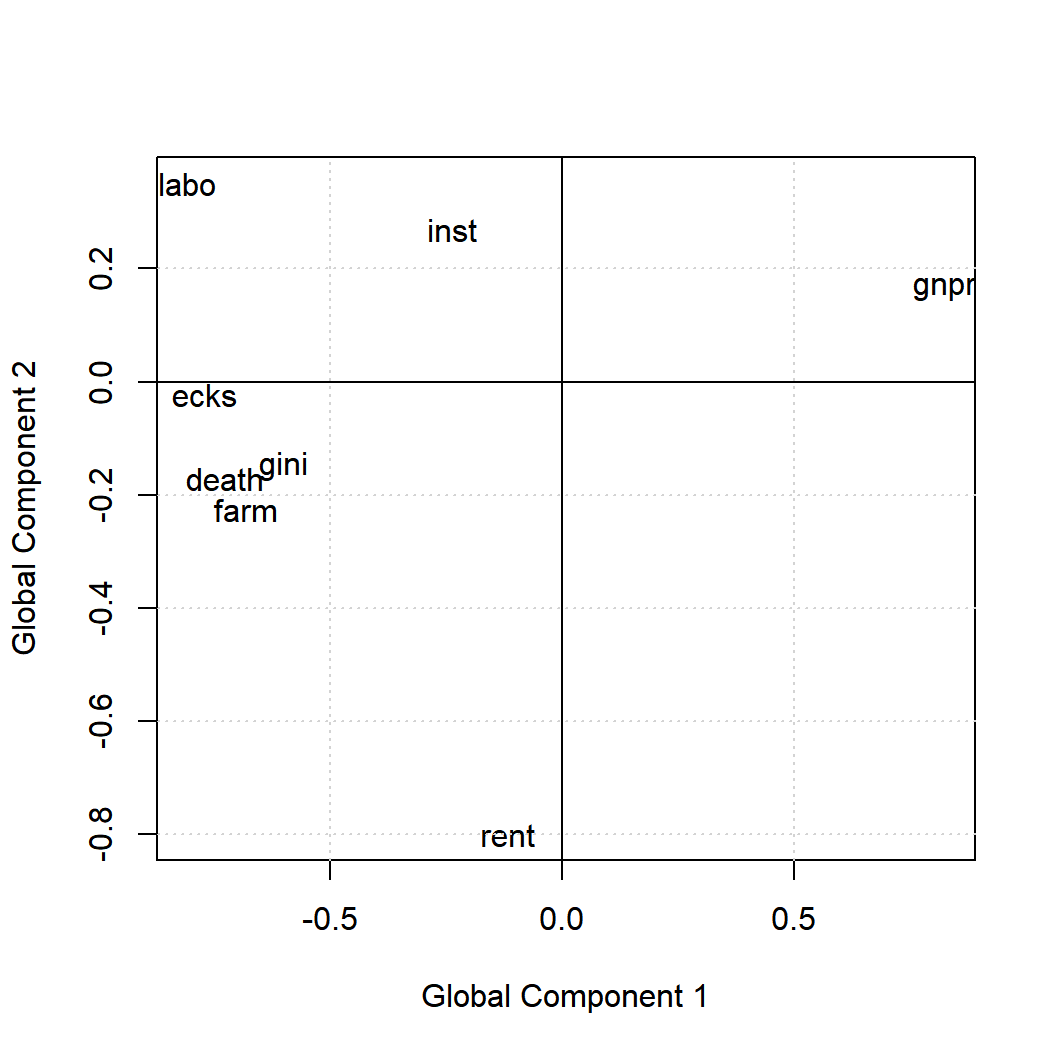 labo
inst
gnpr
ecks
gini
death
farm
rent
0.2
0.0
-0.2
-0.4
-0.6
-0.8
Global Component 2
-0.5 0.0 0.5
Global Component 1